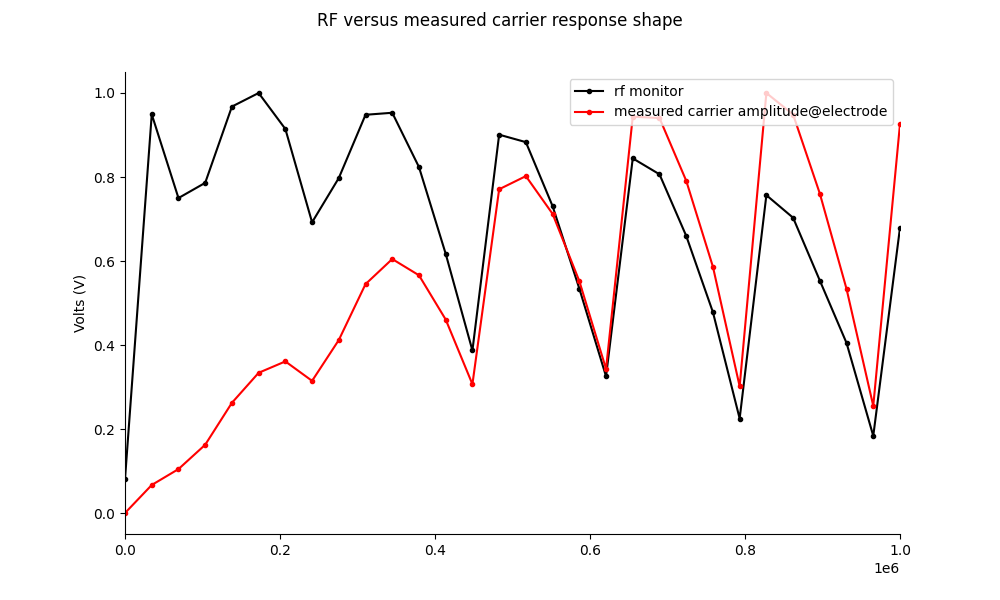 RF versus measured carrier response shape
rf monitor
measured carrier amplitude@electrode
Volts (V)
1.0
0.8
0.6
0.4
0.2
0.0
0.0 0.2 0.4 0.6 0.8 1.0
1e6